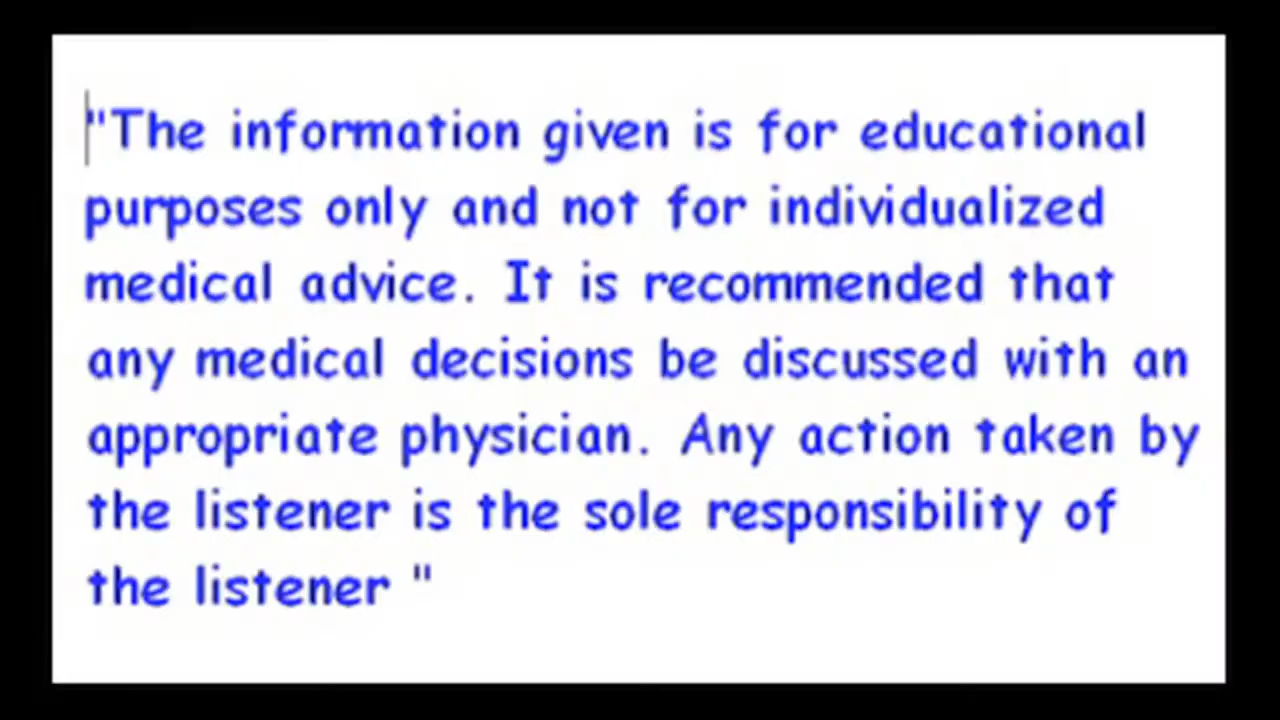 "The information given is for educational
purposes only and not for individualized
medical advice. It is recommended that
any medical decisions be discussed with an
appropriate physician. Any action taken by
the listener is the sole responsibility of
the listener "